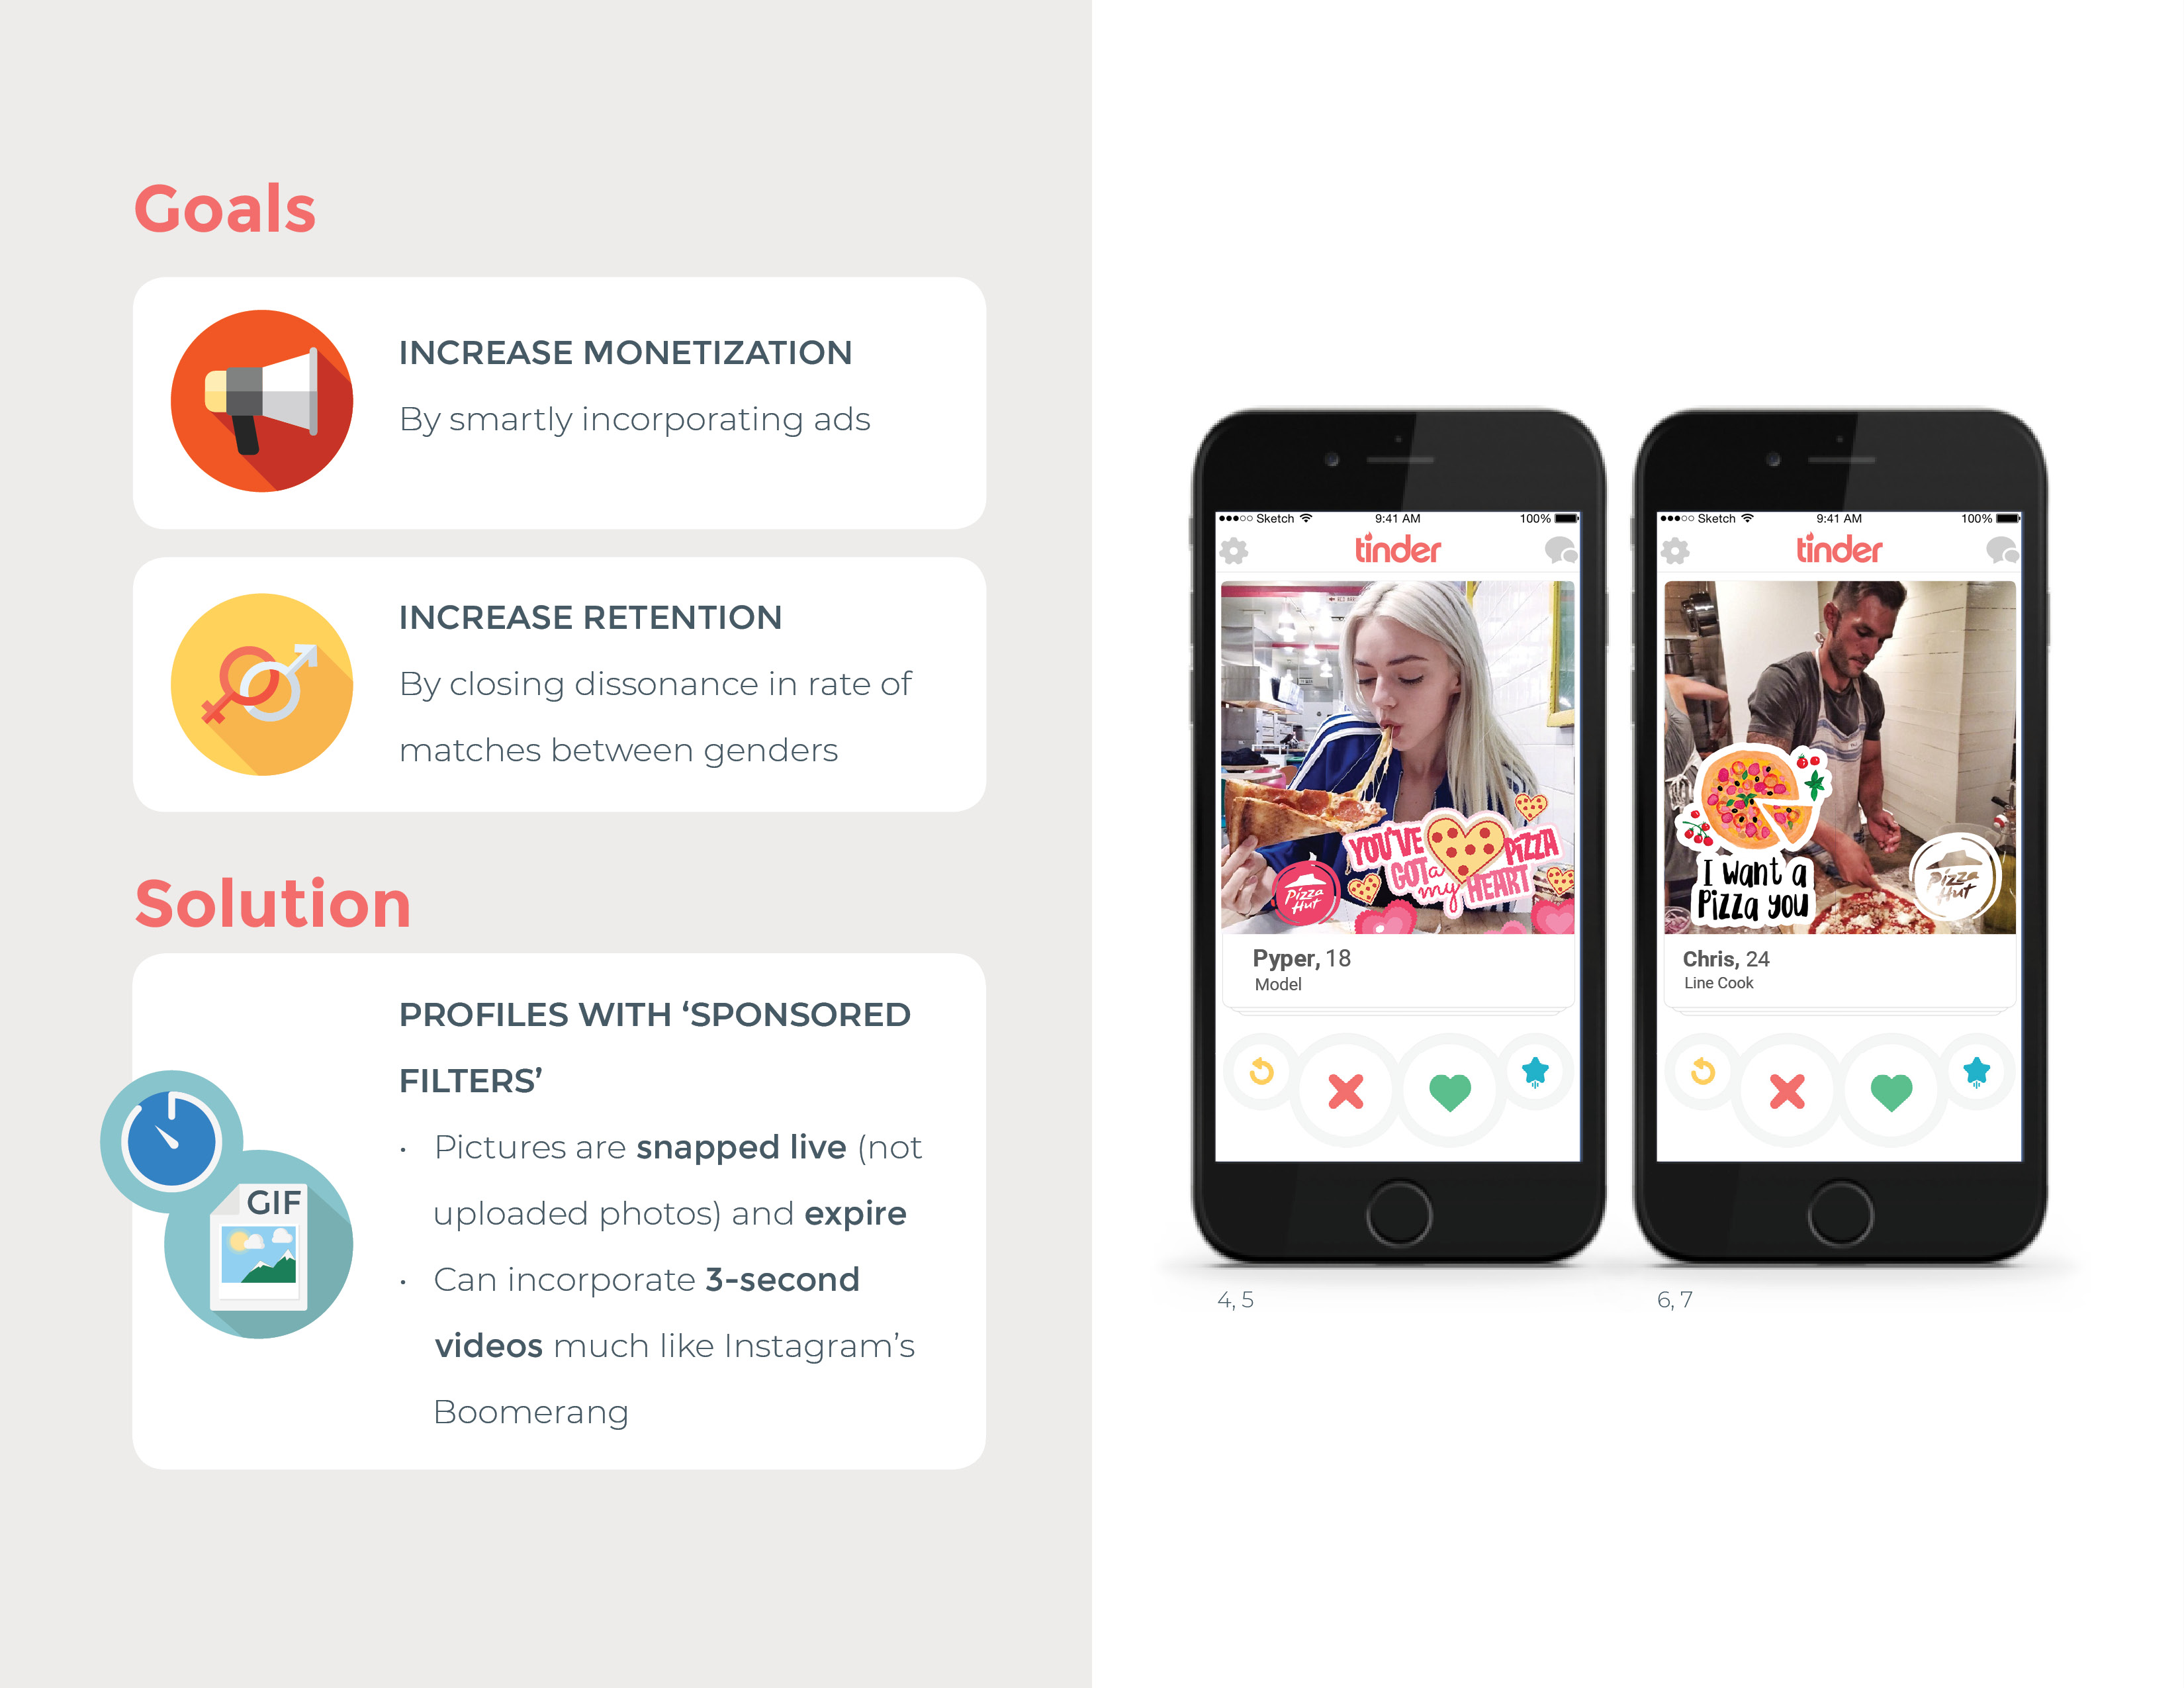 Goals
INCREASE MONETIZATION
By smartly incorporating ads
INCREASE RETENTION
By closing dissonance in rate of
matches between genders
Solution
PROFILES WITH ‘SPONSORED
FILTERS’
• Pictures are snapped live (not
uploaded photos) and expire
• Can incorporate 3-second
videos much like Instagram’s
Boomerang
GIF
Sketch 9:41 AM 100%
tinder
YOU'VE
GOT a PIZZA
my HEART
Pizza
Hut
Pyper, 18
Model
4, 5
Sketch 9:41 AM 100%
tinder
I want a
Pizza you
Pizza
Hut
Chris, 24
Line Cook
6, 7